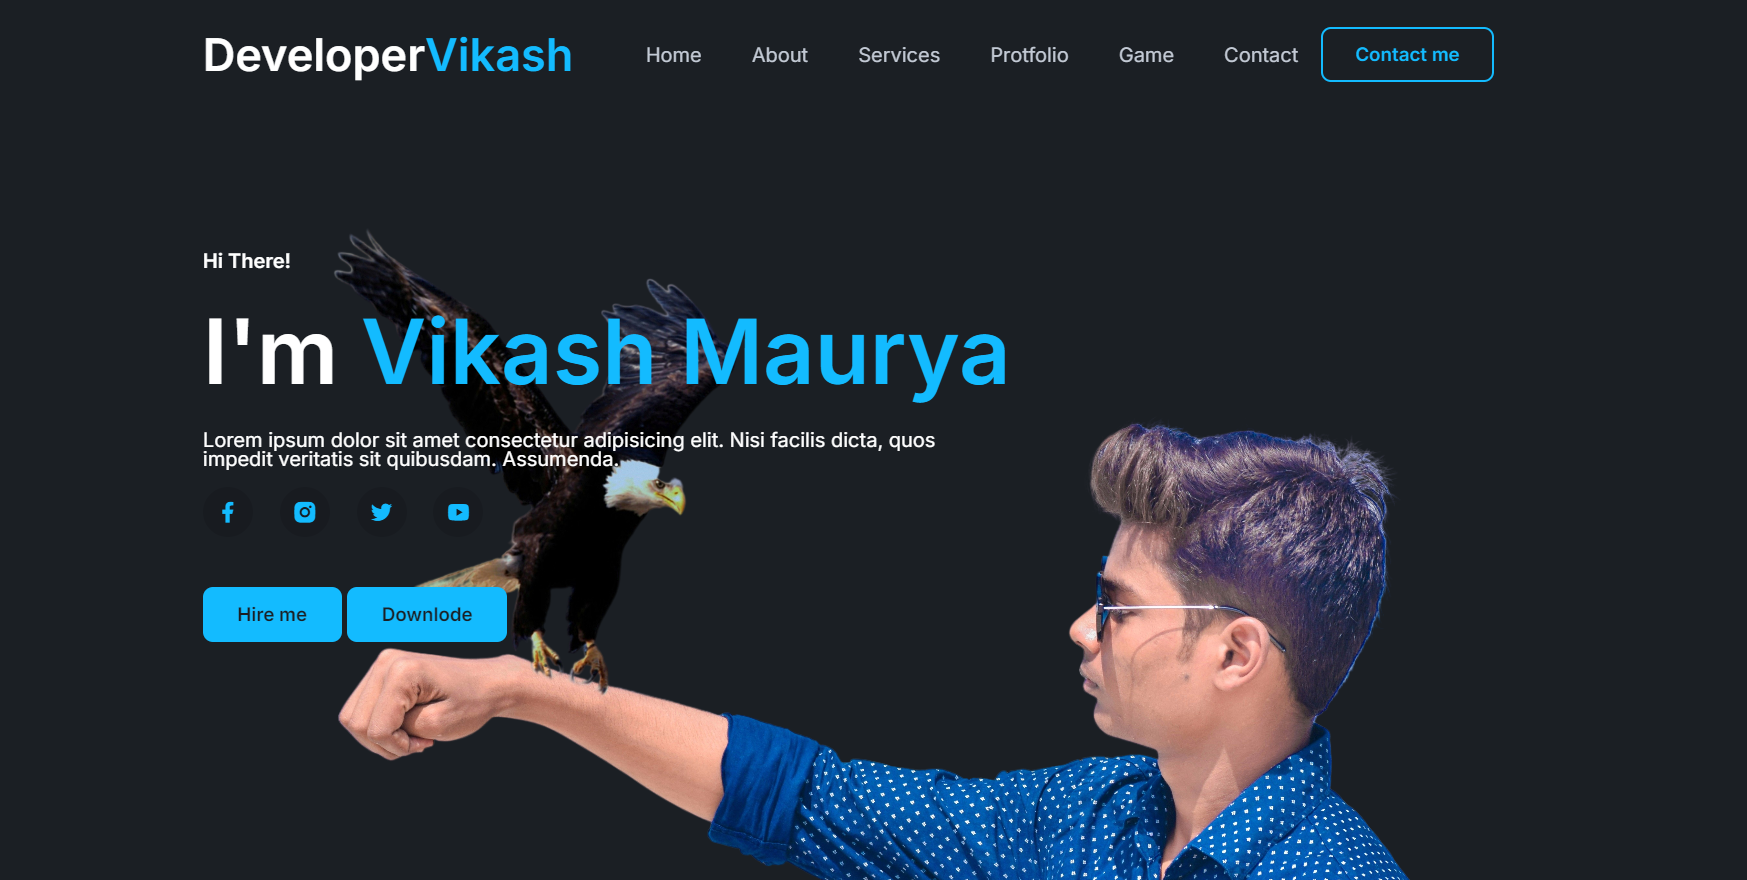 DeveloperVikash
Home About Services Protfolio Game Contact Contact me
Hi There!
I'm Vikash Maurya
Lorem ipsum dolor sit amet consectetur adipisicing elit. Nisi facilis dicta, quos
impedit veritatis sit quibusdam. Assumenda.
Hire me Downlode